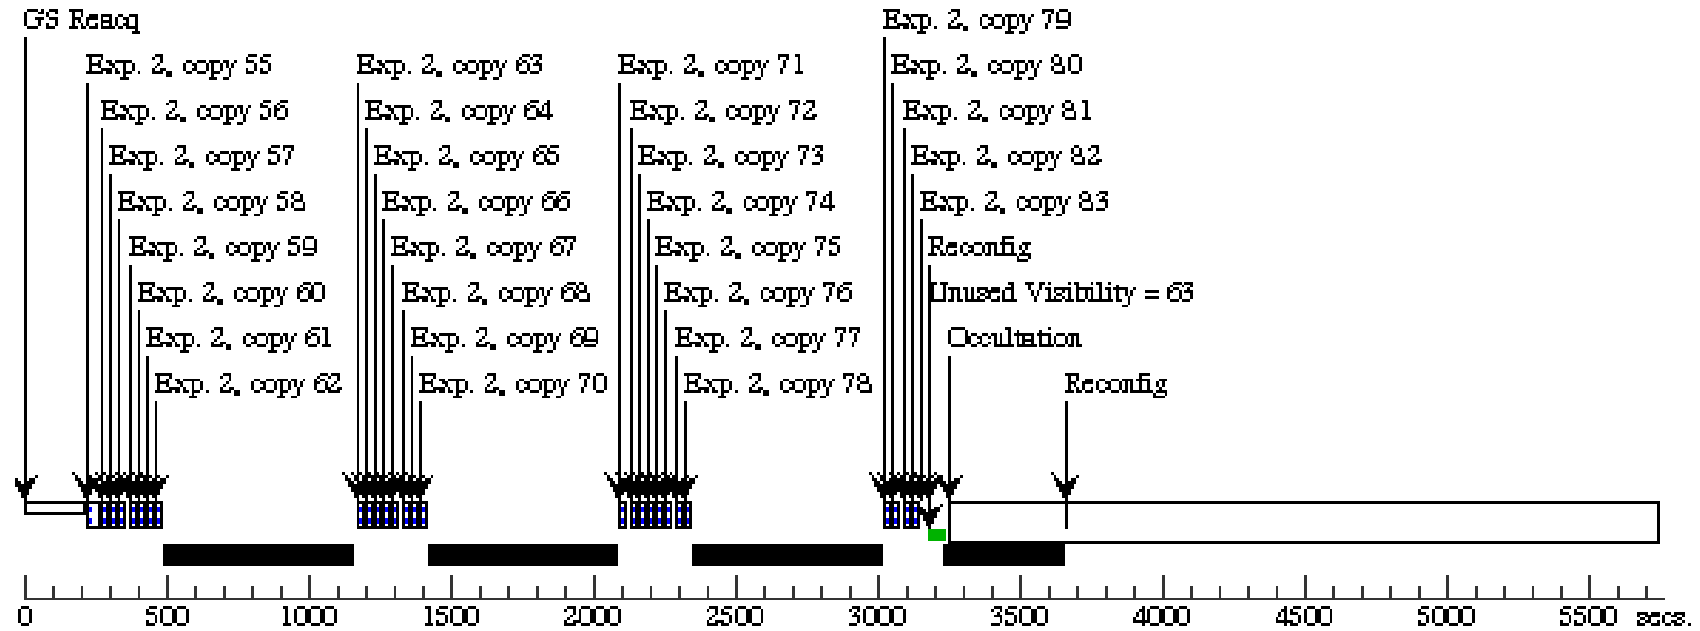 GS Reacq
Exp. 2, copy 79
Exp. 2, copy 55
Exp. 2, copy 63
Exp. 2, copy 71
Exp. 2, copy 80
Exp. 2, copy 56
Exp. 2, copy 64
Exp. 2, copy 72
Exp. 2, copy 81
Exp. 2, copy 57
Exp. 2, copy 65
Exp. 2, copy 73
Exp. 2, copy 82
Exp. 2, copy 58
Exp. 2, copy 66
Exp. 2, copy 74
Exp. 2, copy 83
Exp. 2, copy 59
Exp. 2, copy 67
Exp. 2, copy 75
Reconfig
Exp. 2, copy 60
Exp. 2, copy 68
Exp. 2, copy 76
Unused Visibility = 63
Exp. 2, copy 61
Exp. 2, copy 69
Exp. 2, copy 77
Occultation
Exp. 2, copy 62
Exp. 2, copy 70
Exp. 2, copy 78
Reconfig
0 500 1000 1500 2000 2500 3000 3500 4000 4500 5000 5500 secs.